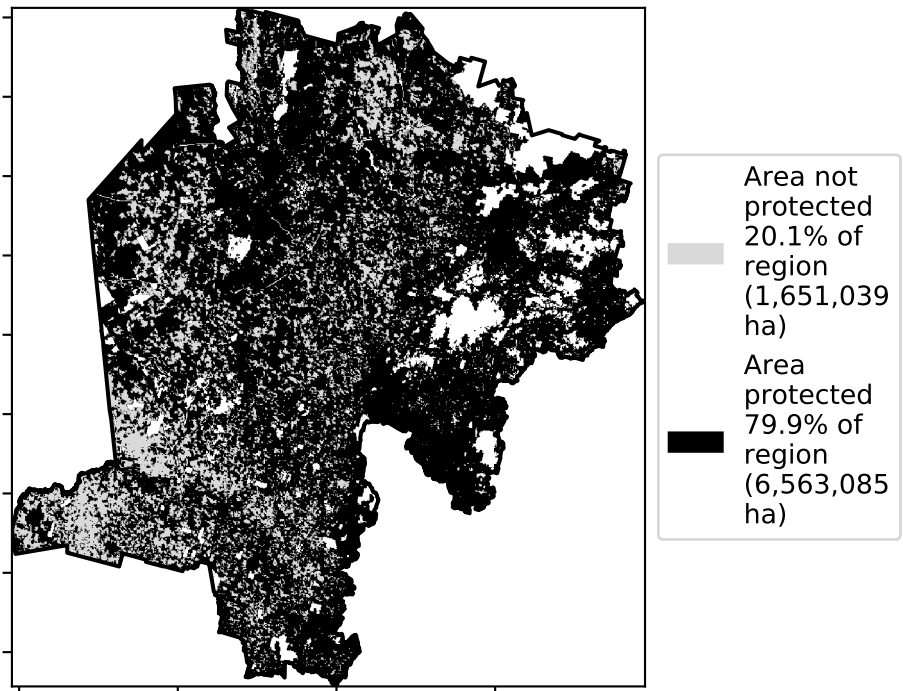 Area not
protected
20.1% of
region
(1,651,039
ha)
Area
protected
79.9% of
region
(6,563,085
ha)